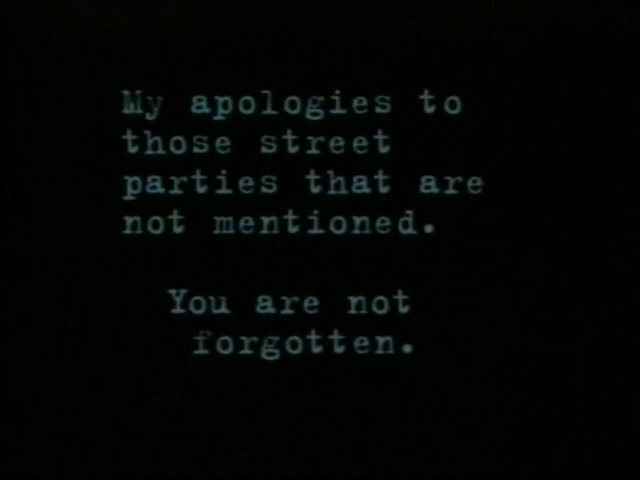 My apologies to
those street
parties that are
not mentioned.
You are not
forgotten.